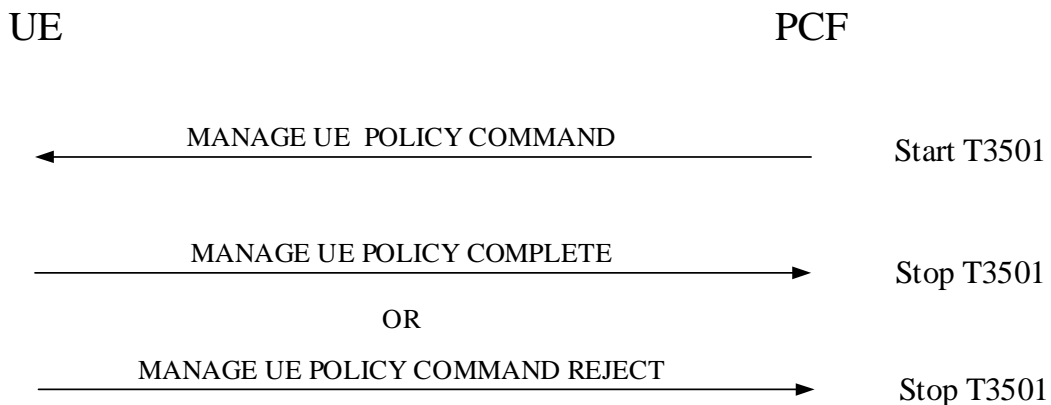 UE PCF
MANAGE UE POLICY COMMAND Start T3501
MANAGE UE POLICY COMPLETE Stop T3501
OR
MANAGE UE POLICY COMMAND REJECT Stop T3501